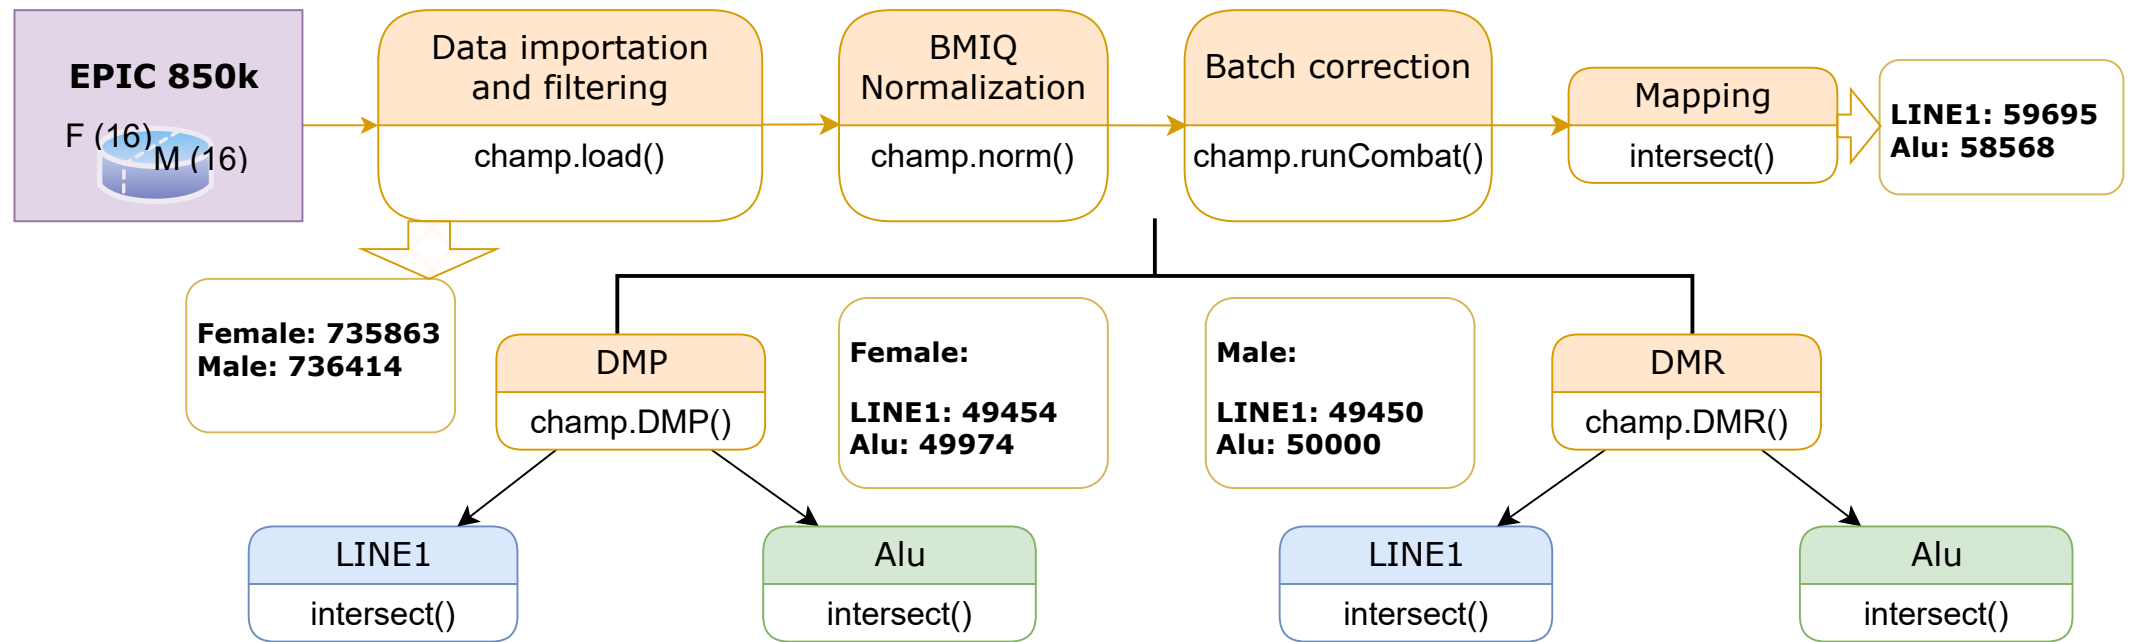 EPIC 850k
F (16)
M (16)
Data importation
and filtering
champ.load()
BMIQ
Normalization
champ.norm()
Batch correction
champ.runCombat()
Mapping
intersect()
LINE1: 59695
Alu: 58568
Female: 735863
Male: 736414
DMP
champ.DMP()
Female:
LINE1: 49454
Alu: 49974
Male:
LINE1: 49450
Alu: 50000
DMR
champ.DMR()
LINE1
intersect()
Alu
intersect()
LINE1
intersect()
Alu
intersect()